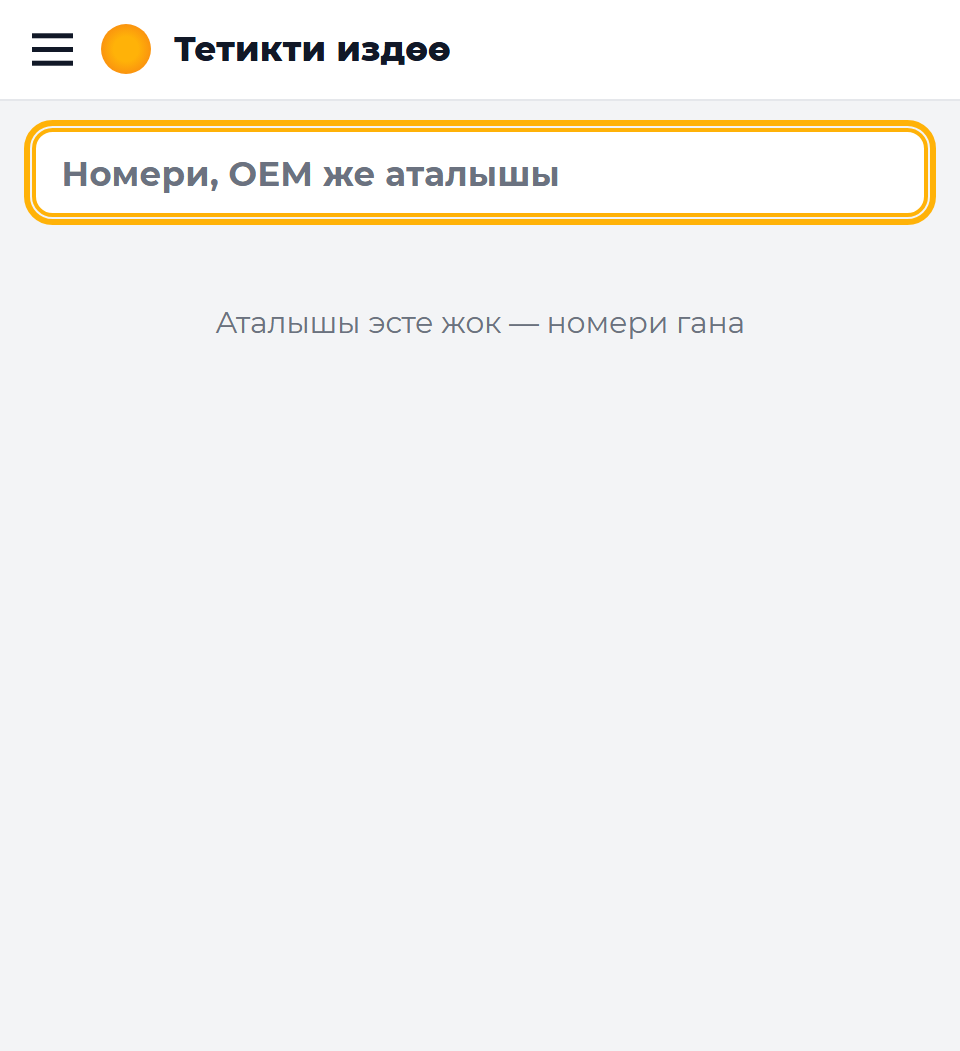 Тетикти издөө
Номери, OEM же аталышы
Аталышы эсте жок — номери гана